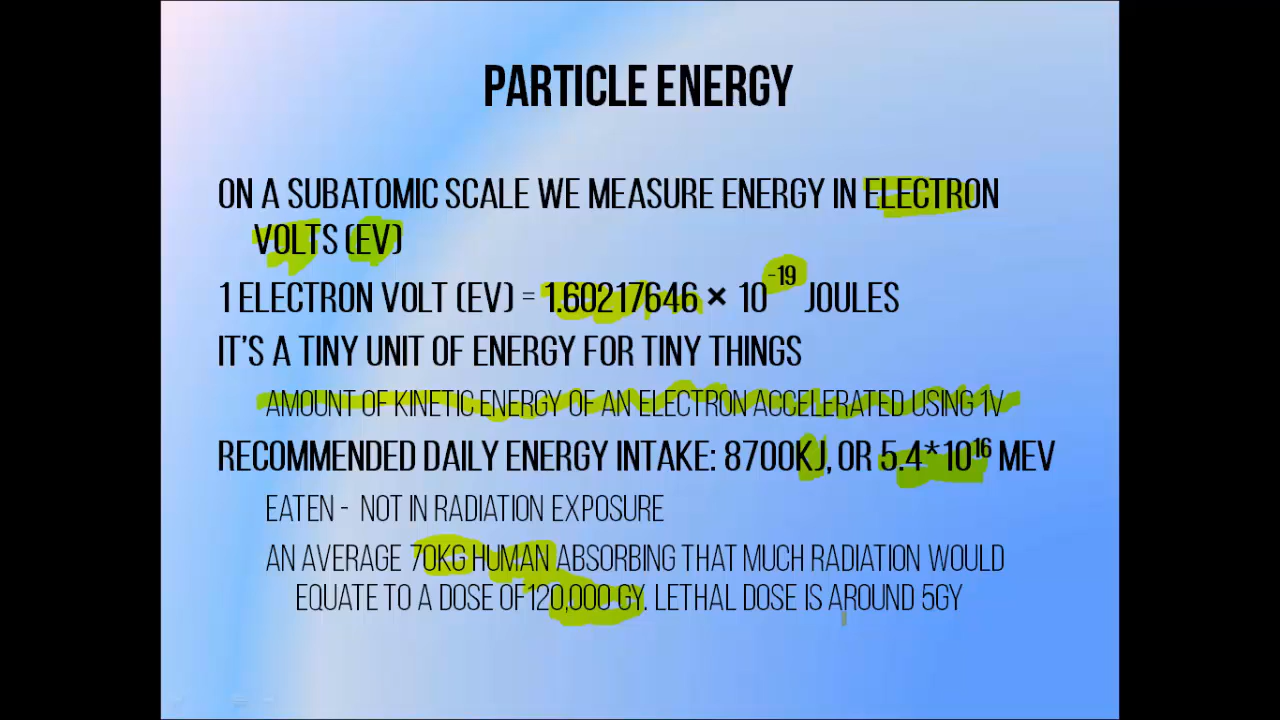 PARTICLE ENERGY
ON A SUBATOMIC SCALE WE MEASURE ENERGY IN ELECTRON
VOLTS (EV)
1 ELECTRON VOLT (EV) = 1.60217646 × 10⁻¹⁹ JOULES
IT'S A TINY UNIT OF ENERGY FOR TINY THINGS
AMOUNT OF KINETIC ENERGY OF AN ELECTRON ACCELERATED USING 1V
RECOMMENDED DAILY ENERGY INTAKE: 8700KJ, OR 5.4*10¹⁶ MEV
EATEN - NOT IN RADIATION EXPOSURE
AN AVERAGE 70KG HUMAN ABSORBING THAT MUCH RADIATION WOULD
EQUATE TO A DOSE OF120,000 GY. LETHAL DOSE IS AROUND 5GY